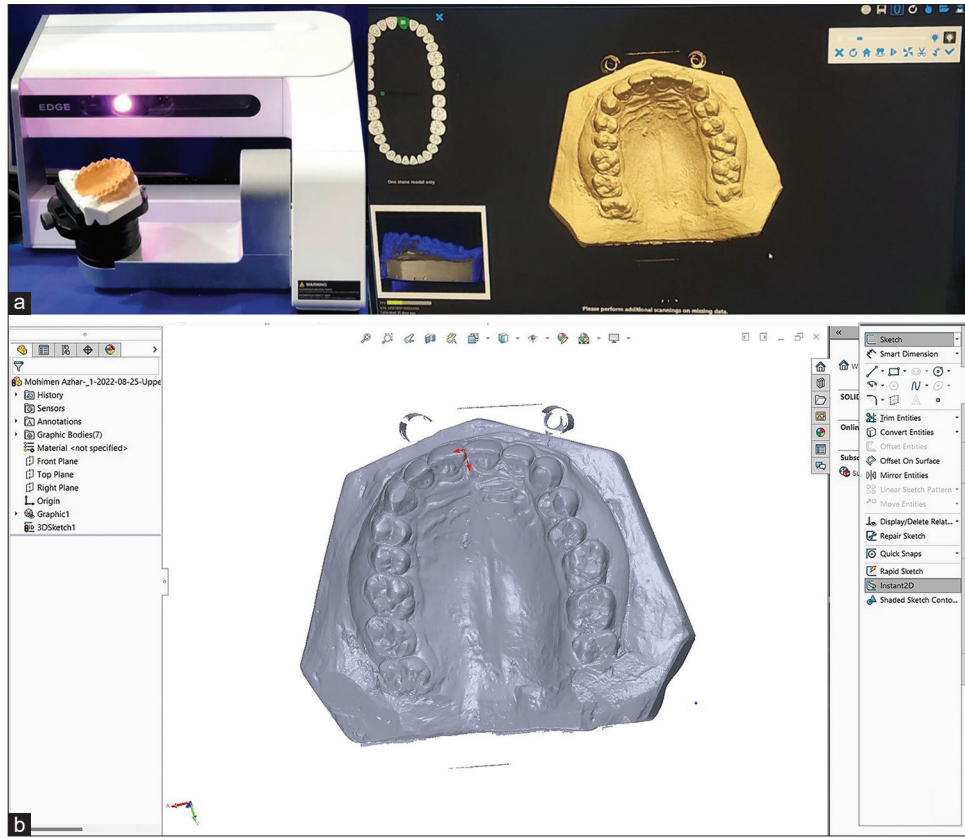 EDGE
WARNING
One stone model only
Please perform additional scannings on missing data.
a
Mohimen Azhar-_1-2022-08-25-Uppe
History
Sensors
Annotations
Graphic Bodies(7)
Material <not specified>
Front Plane
Top Plane
Right Plane
Origin
Graphic1
3DSketch1
X
Y
W
SOLI
Onlin
Subsc
Su
Sketch
Smart Dimension
Trim Entities
Convert Entities
Offset Entities
Offset On Surface
Mirror Entities
Linear Sketch Pattern
Move Entities
Display/Delete Relat...
Repair Sketch
Quick Snaps
Rapid Sketch
Instant2D
Shaded Sketch Conto...
b